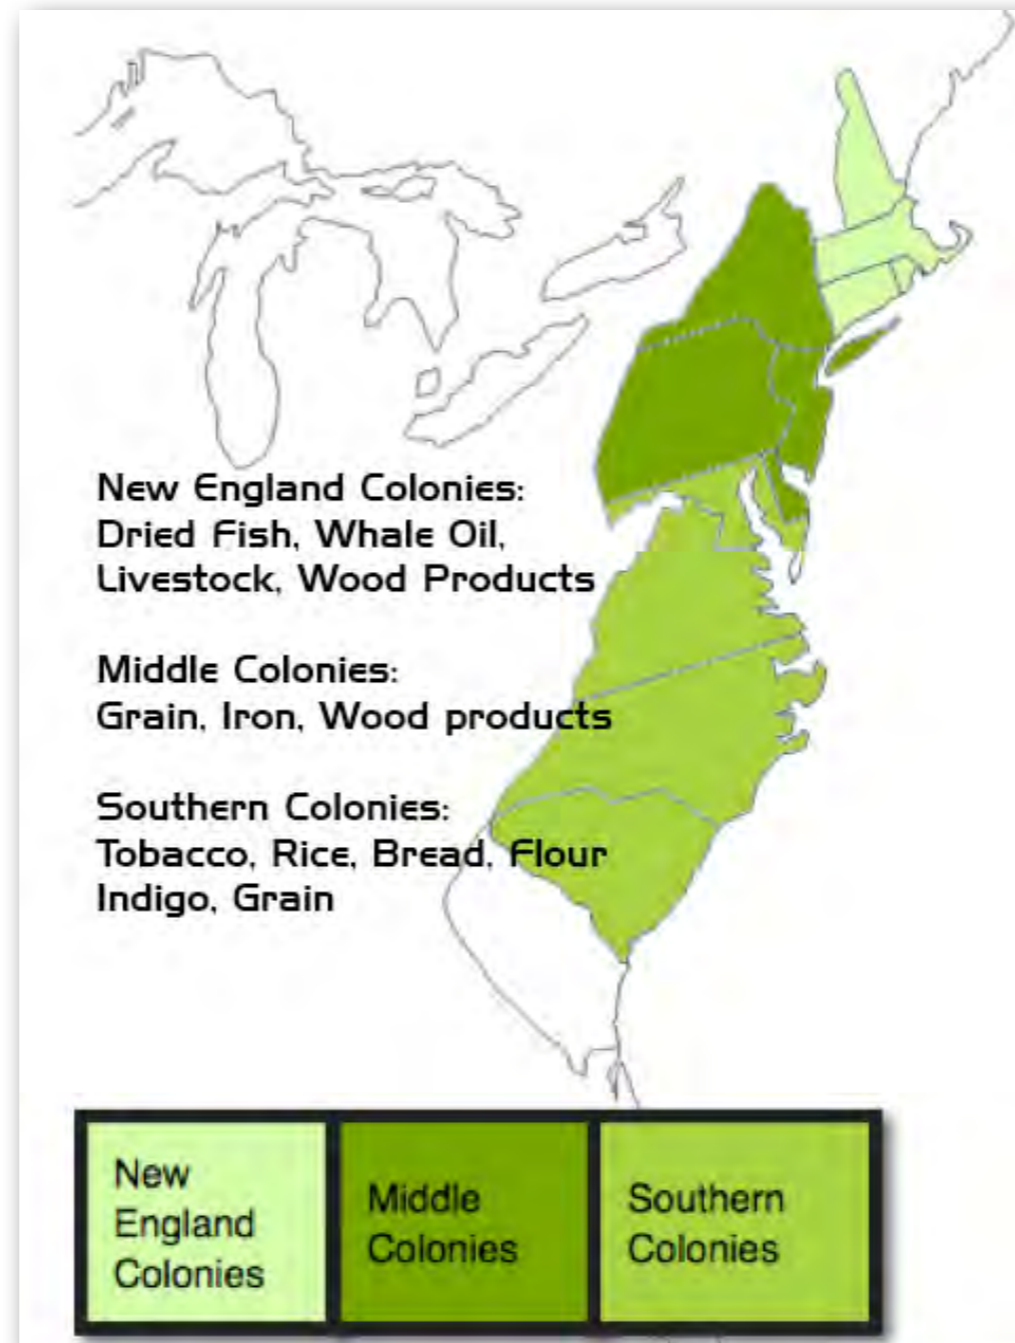 New England Colonies:
Dried Fish, Whale Oil,
Livestock, Wood Products
Middle Colonies:
Grain, Iron, Wood products
Southern Colonies:
Tobacco, Rice, Bread, Flour
Indigo, Grain
New
England
Colonies
Middle
Colonies
Southern
Colonies